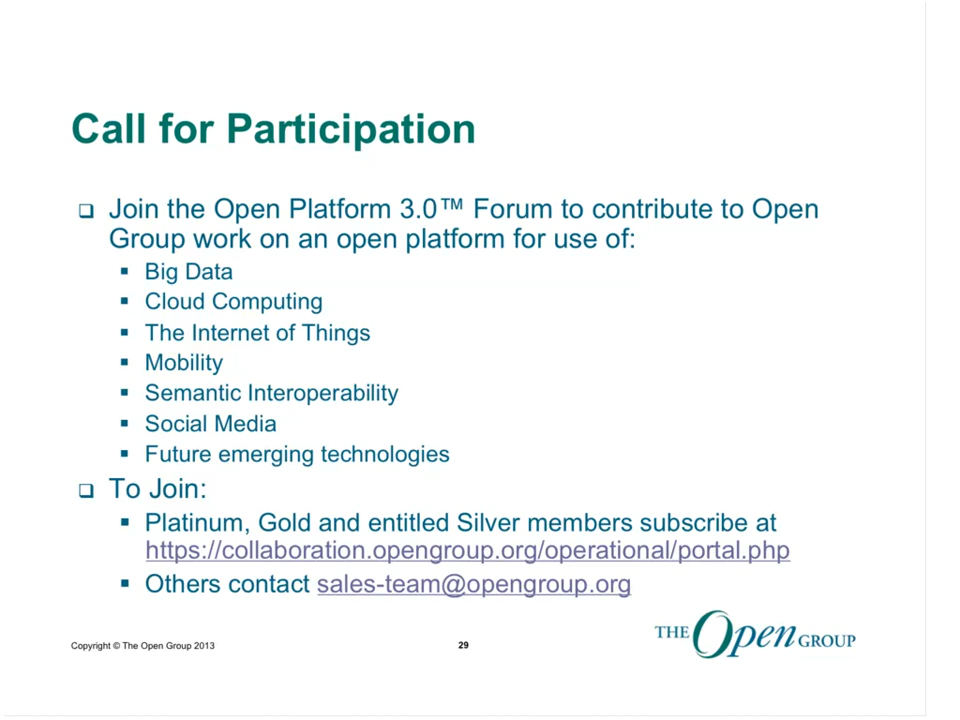 Call for Participation
❑ Join the Open Platform 3.0™ Forum to contribute to Open
Group work on an open platform for use of:
▪ Big Data
▪ Cloud Computing
▪ The Internet of Things
▪ Mobility
▪ Semantic Interoperability
▪ Social Media
▪ Future emerging technologies
❑ To Join:
▪ Platinum, Gold and entitled Silver members subscribe at
https://collaboration.opengroup.org/operational/portal.php
▪ Others contact sales-team@opengroup.org
Copyright © The Open Group 2013
29
THE Open GROUP